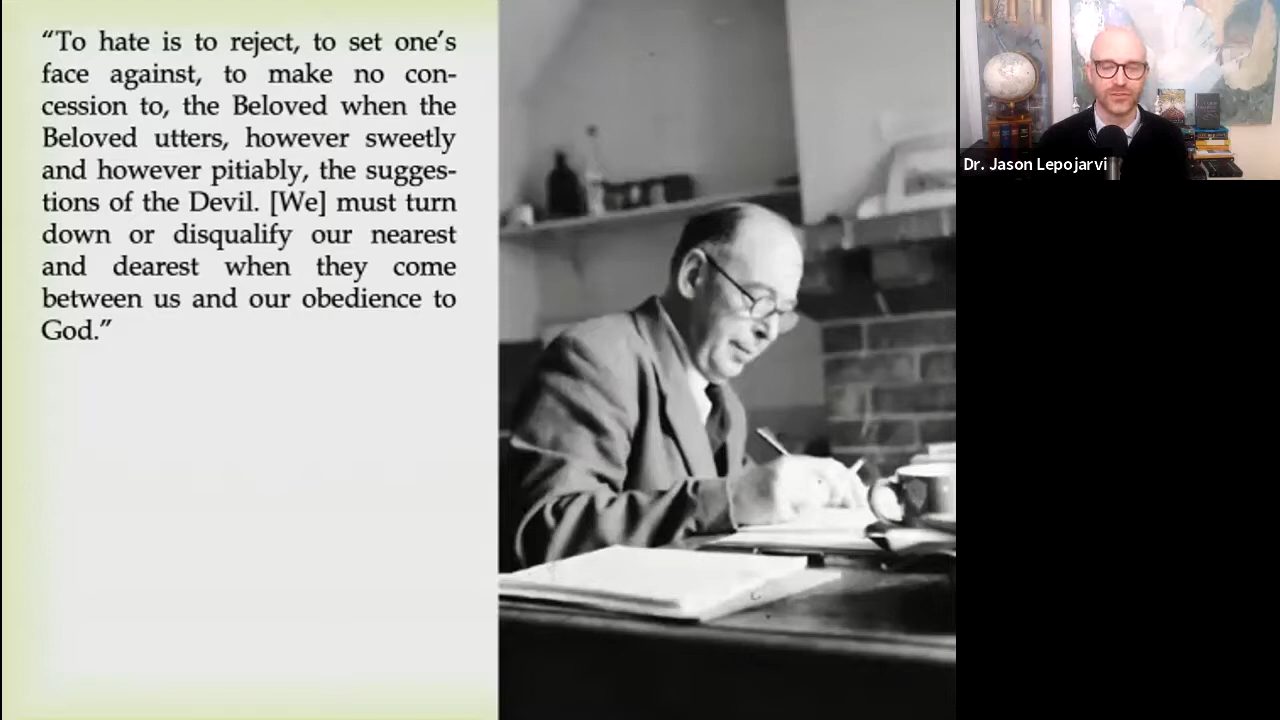 “To hate is to reject, to set one’s
face against, to make no con-
cession to, the Beloved when the
Beloved utters, however sweetly
and however pitiably, the sugges-
tions of the Devil. [We] must turn
down or disqualify our nearest
and dearest when they come
between us and our obedience to
God.”
Dr. Jason Lepojarvi